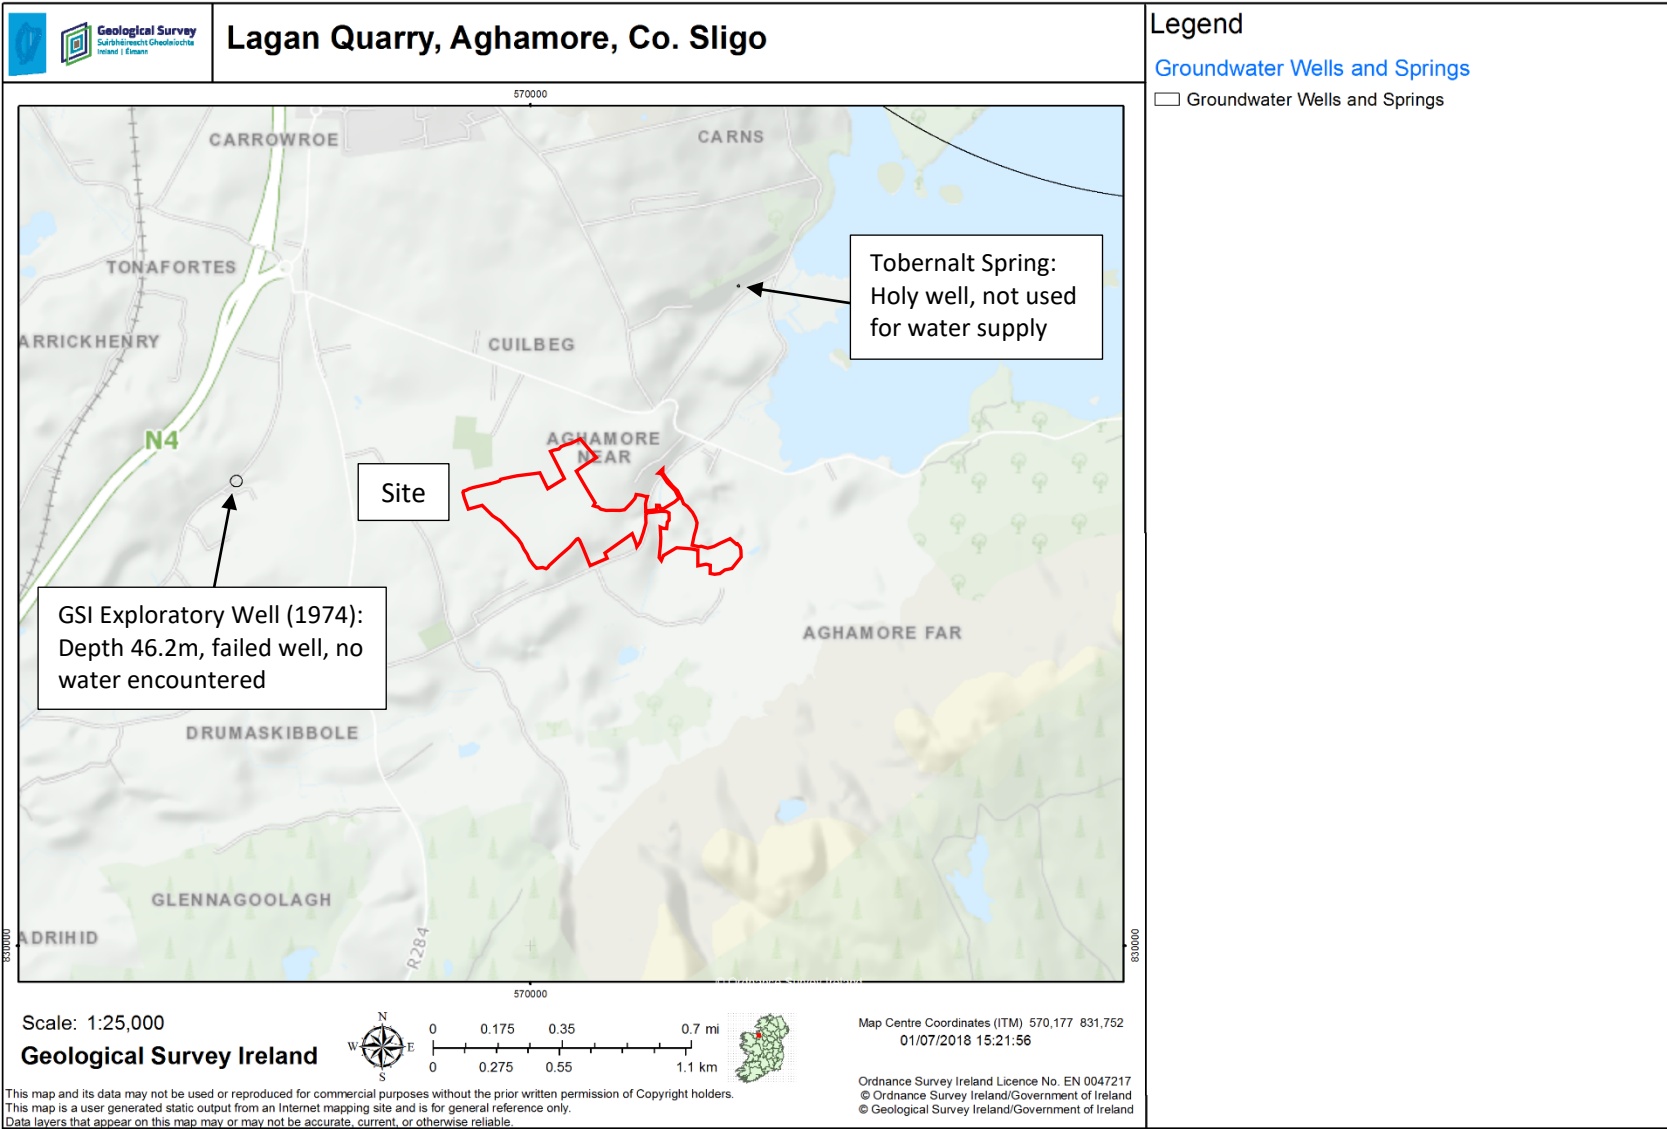 Geological Survey
Suirbhéireacht Gheolaíochta
Ireland | Éireann
Lagan Quarry, Aghamore, Co. Sligo
Legend
Groundwater Wells and Springs
Groundwater Wells and Springs
570000
CARROWROE
CARNS
TONAFORTES
Tobernalt Spring:
Holy well, not used
for water supply
ARRICKHENRY
CUILBEG
N4
AGHAMORE
NEAR
Site
GSI Exploratory Well (1974):
Depth 46.2m, failed well, no
water encountered
AGHAMORE FAR
DRUMASKIBBOLE
GLENNAGOOLAGH
ADRIHID
R284
830000
830000
570000
Scale: 1:25,000
Geological Survey Ireland
N
W
E
S
0 0.175 0.35 0.7 mi
0 0.275 0.55 1.1 km
Map Centre Coordinates (ITM) 570,177 831,752
01/07/2018 15:21:56
Ordnance Survey Ireland Licence No. EN 0047217
© Ordnance Survey Ireland/Government of Ireland
© Geological Survey Ireland/Government of Ireland
This map and its data may not be used or reproduced for commercial purposes without the prior written permission of Copyright holders.
This map is a user generated static output from an Internet mapping site and is for general reference only.
Data layers that appear on this map may or may not be accurate, current, or otherwise reliable.